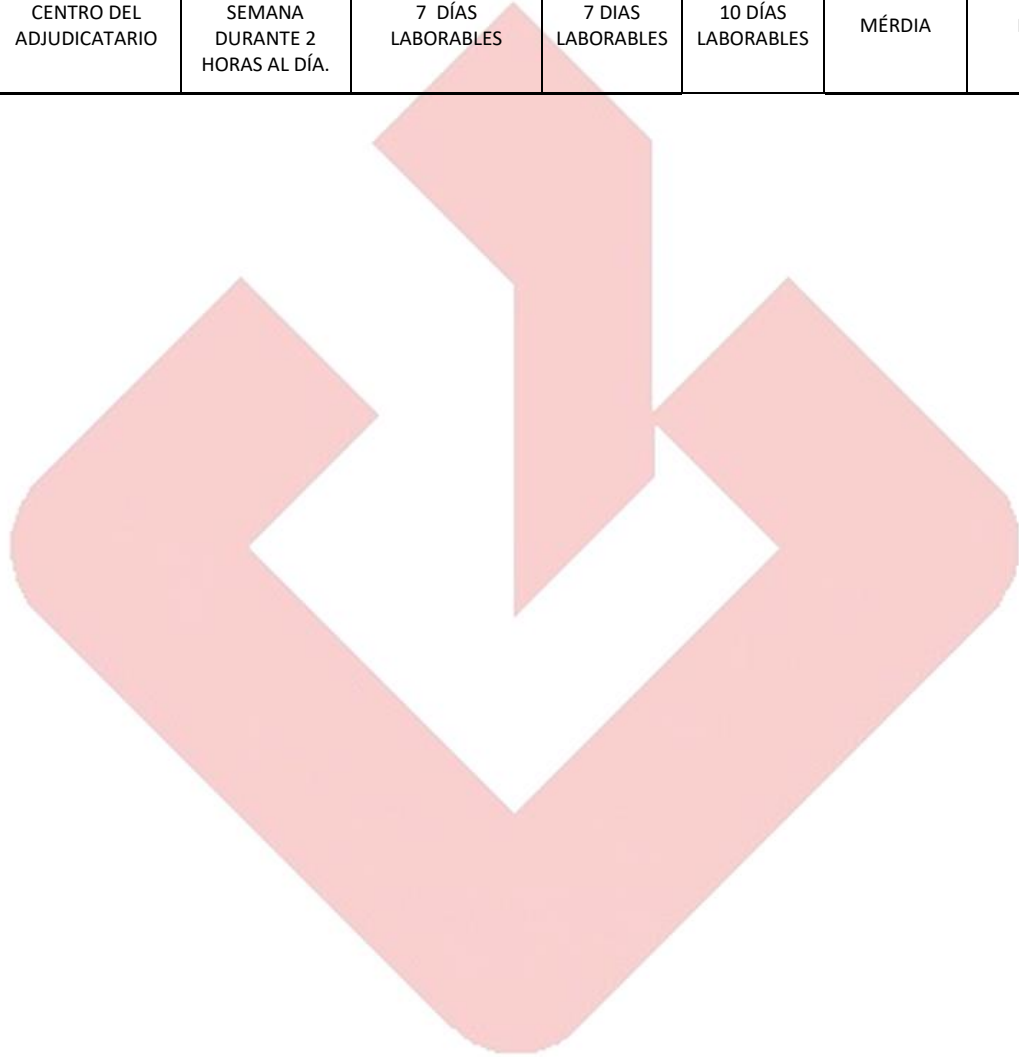 CENTRO DEL
ADJUDICATARIO
SEMANA
DURANTE 2
HORAS AL DÍA.
7 DÍAS
LABORABLES
7 DIAS
LABORABLES
10 DÍAS
LABORABLES
MÉRDIA